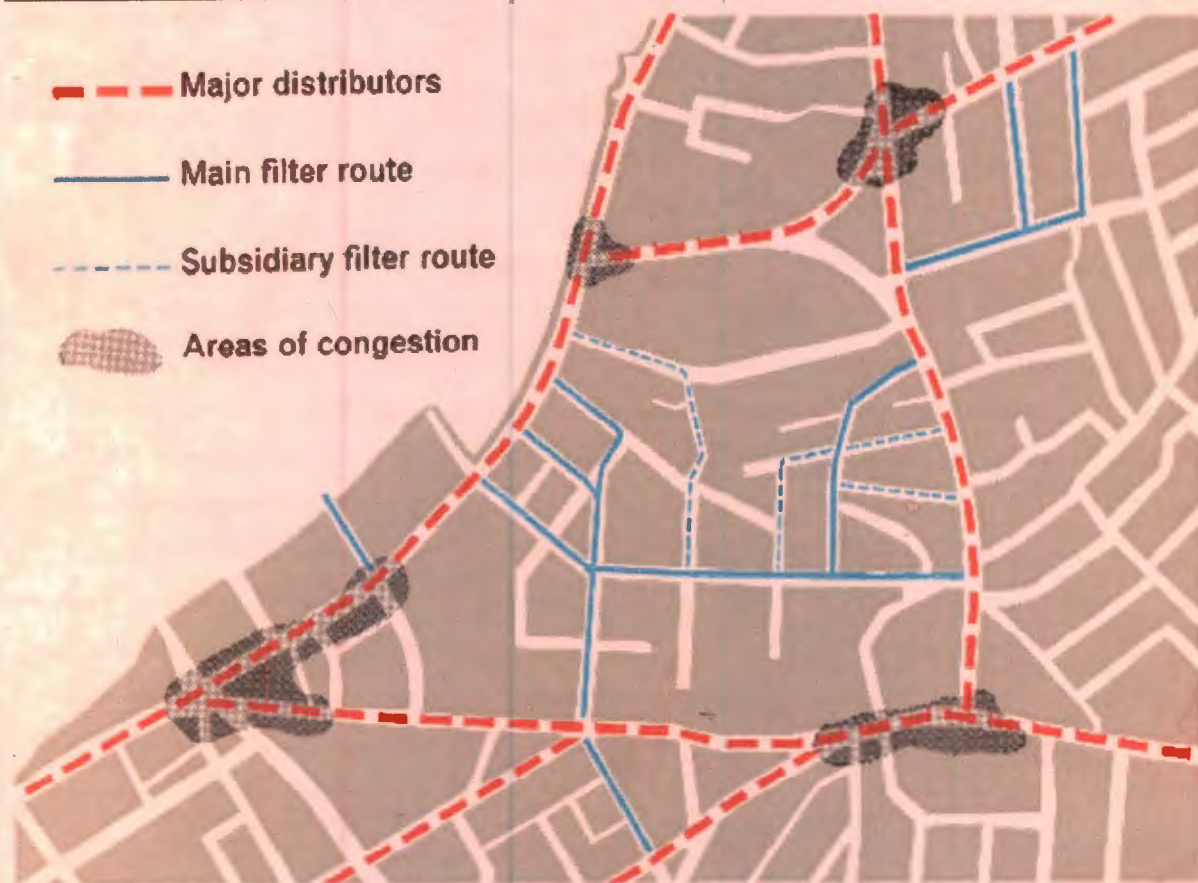 Major distributors
Main filter route
Subsidiary filter route
Areas of congestion